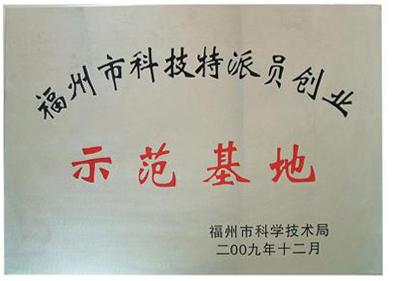 福州市科技特派员创业
示范基地
福州市科学技术局
二00九年十二月